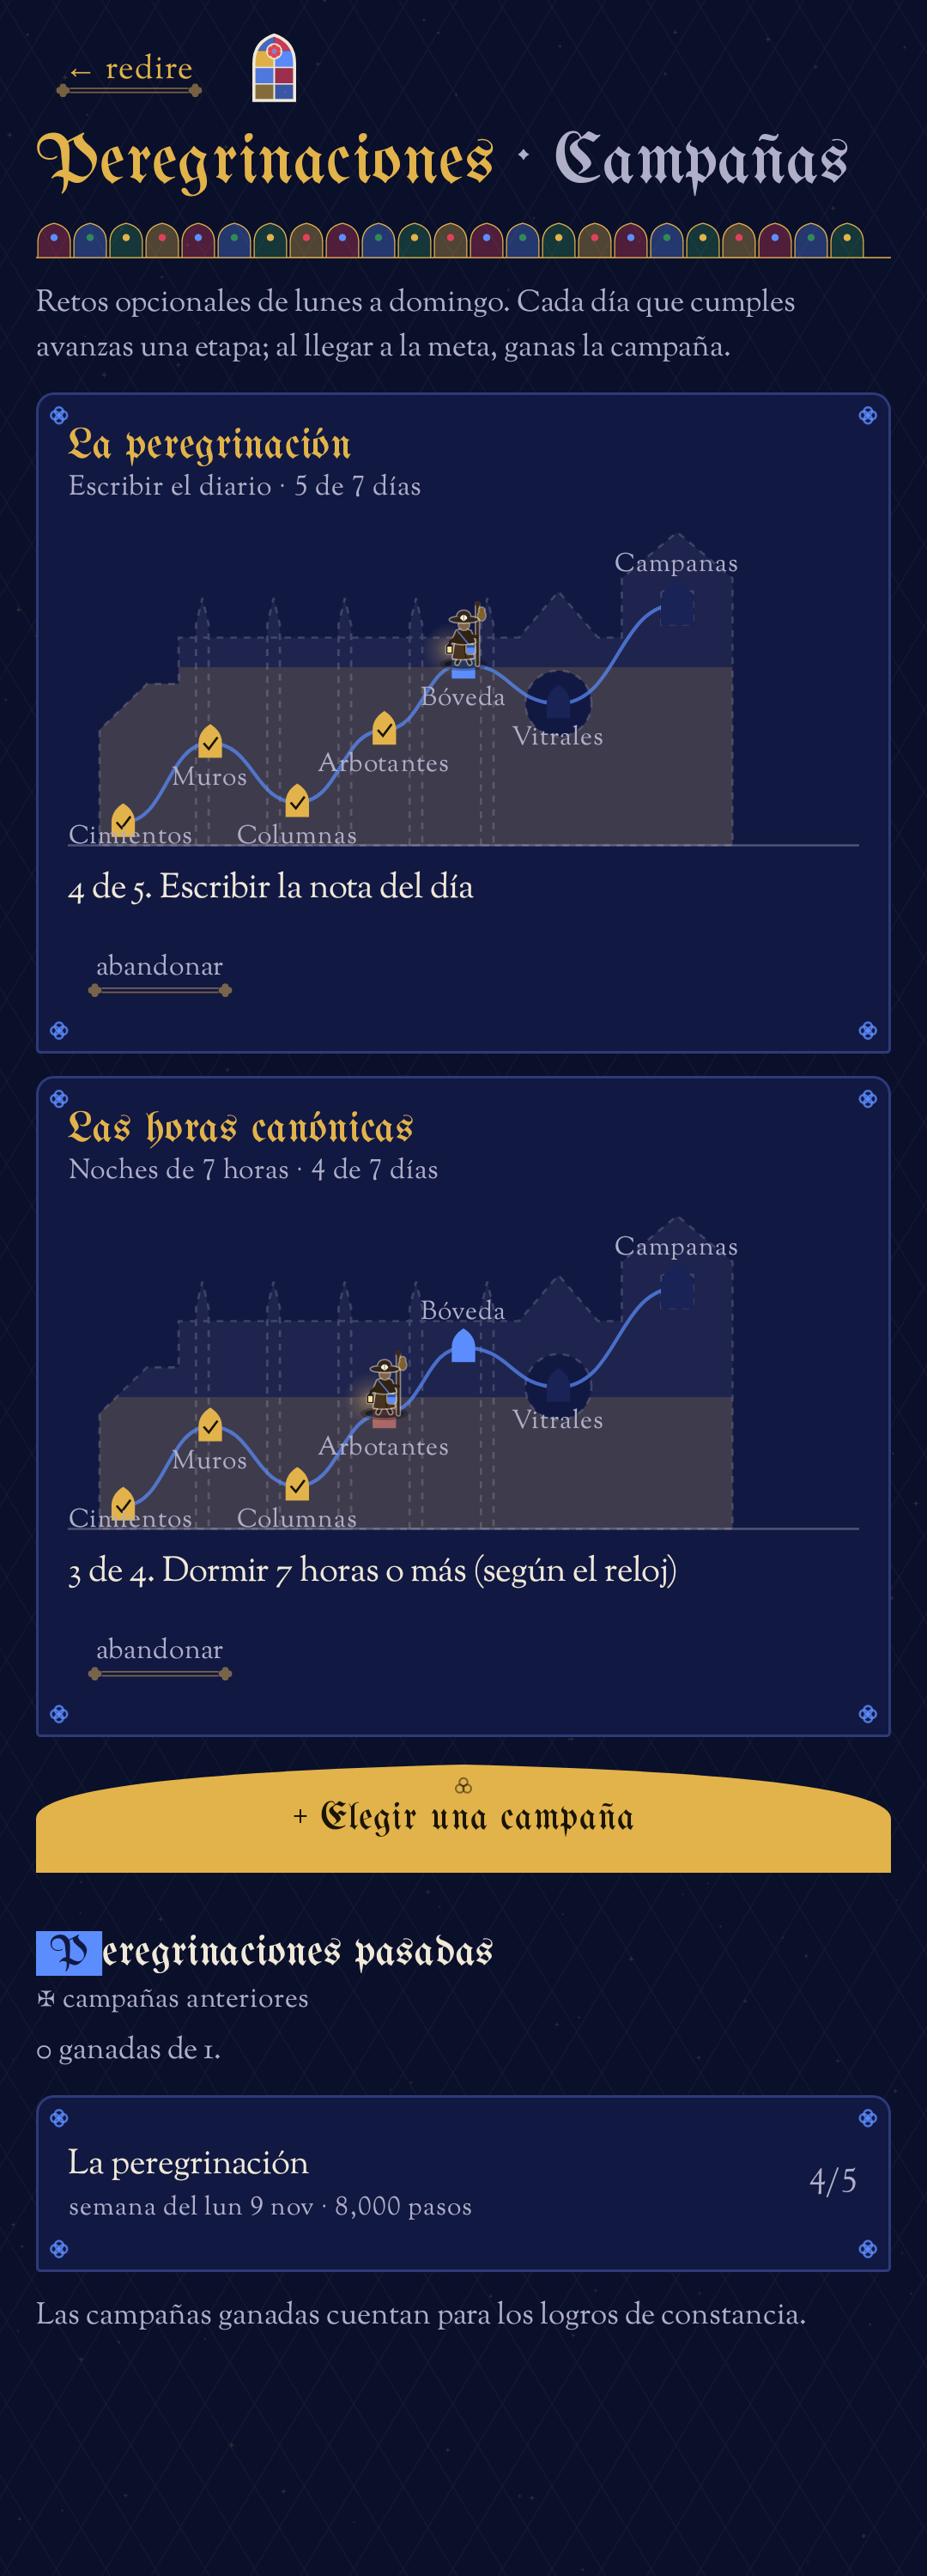 ← redire
Peregrinaciones · Campañas
Retos opcionales de lunes a domingo. Cada día que cumples
avanzas una etapa; al llegar a la meta, ganas la campaña.
La peregrinación
Escribir el diario · 5 de 7 días
Campanas
Bóveda
Vitrales
Arbotantes
Muros
Cimientos
Columnas
4 de 5. Escribir la nota del día
abandonar
Las horas canónicas
Noches de 7 horas · 4 de 7 días
Campanas
Bóveda
Vitrales
Arbotantes
Muros
Cimientos
Columnas
3 de 4. Dormir 7 horas o más (según el reloj)
abandonar
+ Elegir una campaña
Peregrinaciones pasadas
✠ campañas anteriores
0 ganadas de 1.
La peregrinación
4/5
semana del lun 9 nov · 8,000 pasos
Las campañas ganadas cuentan para los logros de constancia.